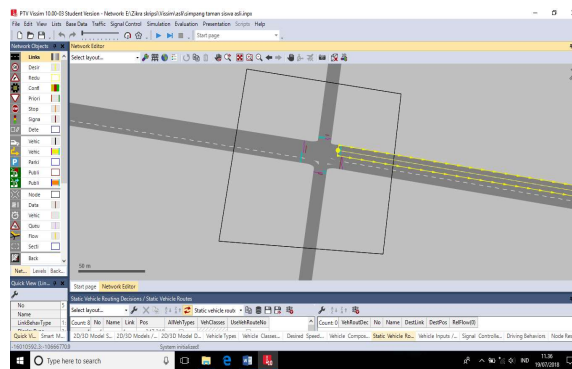 PTV Vissim 10.00-03 Student Version - Network: E:\Zikra skripsi\Vissim\asli\simpang taman siswa asli.inpx
File Edit View Lists Base Data Traffic Signal Control Simulation Evaluation Presentation Scripts Help
Start page
Network Objects
Network Editor
Links
Select layout...
Desir
Redu
Confl
Priori
Stop
Signa
Dete
Vehic
Vehic
Parki
Publi
Publi
Node
Data
Vehic
Queu
Flow
Secti
Back
50 m
Net... Levels Back...
Start page Network Editor
Quick View (Lin...
Static Vehicle Routing Decisions / Static Vehicle Routes
Select layout... Static vehicle routes
No
Name
LinkBehavType
Count: 8 No Name Link Pos AllVehTypes VehClasses UseVehRouteNo
Count: 0 VehRoutDec No Name DestLink DestPos RelFlow(0)
Quick Vi... Smart M...
2D/3D Model S... 2D/3D Models /... 2D/3D Model D... Vehicle Types Vehicle Classes... Desired Speed... Vehicle Compos... Static Vehicle Ro... Vehicle Inputs /... Signal Controlle... Driving Behaviors Node Res
System initialized
Type here to search
IND
11.36
19/07/2018